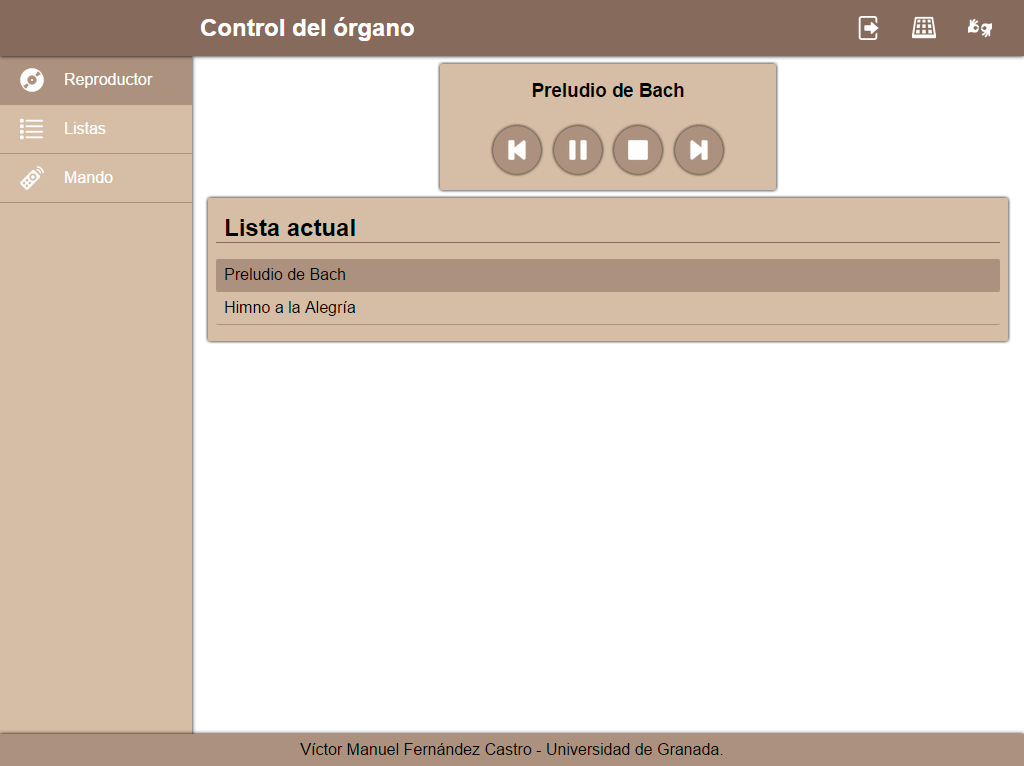 Control del órgano
Reproductor
Listas
Mando
Preludio de Bach
Lista actual
Preludio de Bach
Himno a la Alegría
Víctor Manuel Fernández Castro - Universidad de Granada.